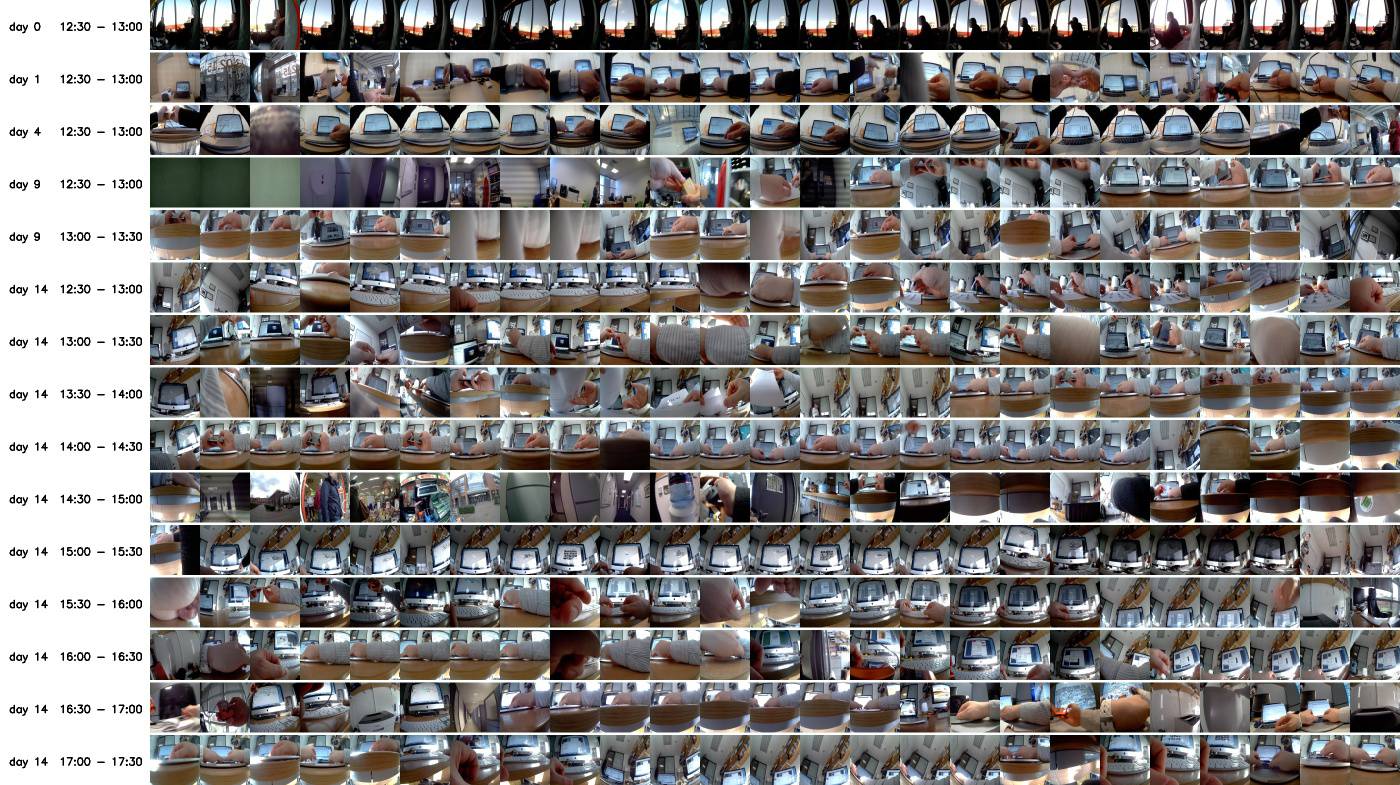 day 0 12:30 – 13:00
day 1 12:30 – 13:00
day 4 12:30 – 13:00
day 9 12:30 – 13:00
day 9 13:00 – 13:30
day 14 12:30 – 13:00
day 14 13:00 – 13:30
day 14 13:30 – 14:00
day 14 14:00 – 14:30
day 14 14:30 – 15:00
day 14 15:00 – 15:30
day 14 15:30 – 16:00
day 14 16:00 – 16:30
day 14 16:30 – 17:00
day 14 17:00 – 17:30